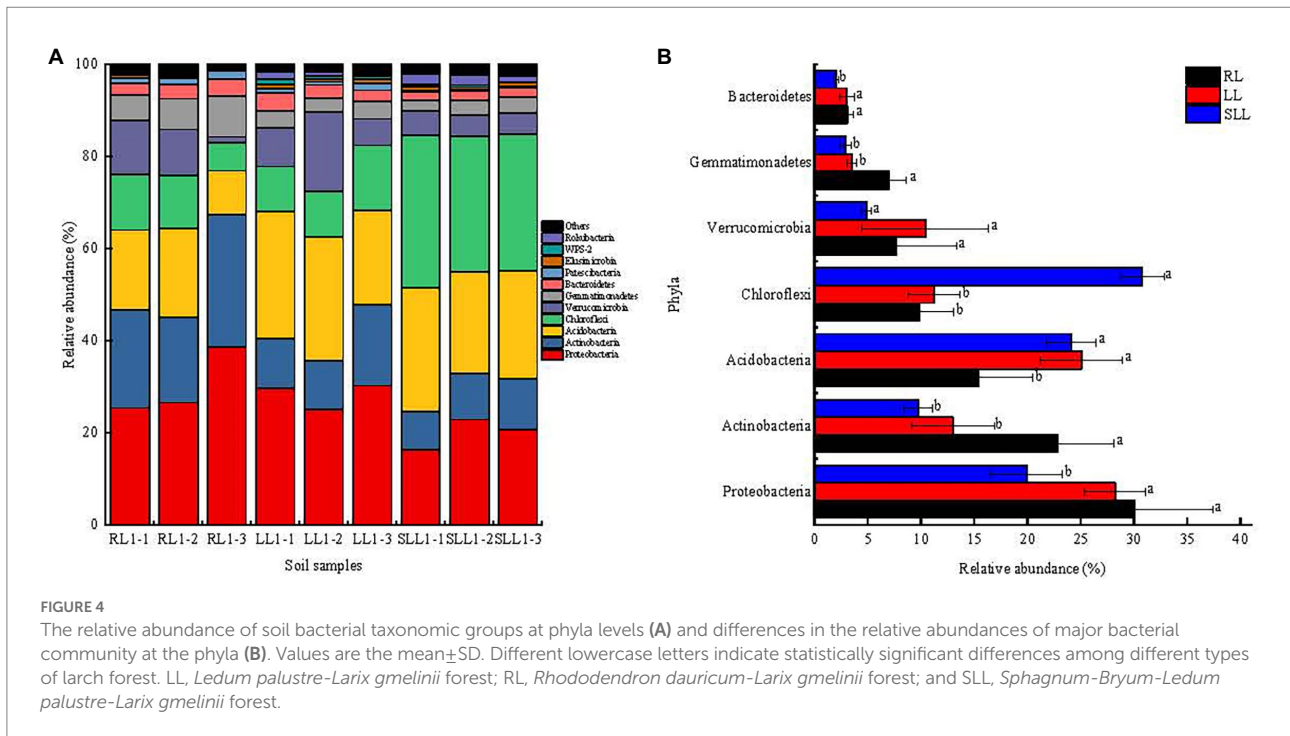 A
100
80
60
40
20
0
Relative abundance (%)
RL1-1 RL1-2 RL1-3 LL1-1 LL1-2 LL1-3 SLL1-1 SLL1-2 SLL1-3
Soil samples
Others
Rokubacteria
WPS-2
Elusimicrobia
Patescibacteria
Bacteroidetes
Gemmatimonadetes
Verrucomicrobia
Chloroflexi
Acidobacteria
Actinobacteria
Proteobacteria
B
RL
LL
SLL
Phyla
Bacteroidetes
b
a
a
Gemmatimonadetes
b
b
a
Verrucomicrobia
a
a
a
Chloroflexi
a
b
b
Acidobacteria
a
a
b
Actinobacteria
b
b
a
Proteobacteria
b
a
a
0 5 10 15 20 25 30 35 40
Relative abundance (%)
FIGURE 4
The relative abundance of soil bacterial taxonomic groups at phyla levels (A) and differences in the relative abundances of major bacterial
community at the phyla (B). Values are the mean±SD. Different lowercase letters indicate statistically significant differences among different types
of larch forest. LL, Ledum palustre-Larix gmelinii forest; RL, Rhododendron dauricum-Larix gmelinii forest; and SLL, Sphagnum-Bryum-Ledum
palustre-Larix gmelinii forest.